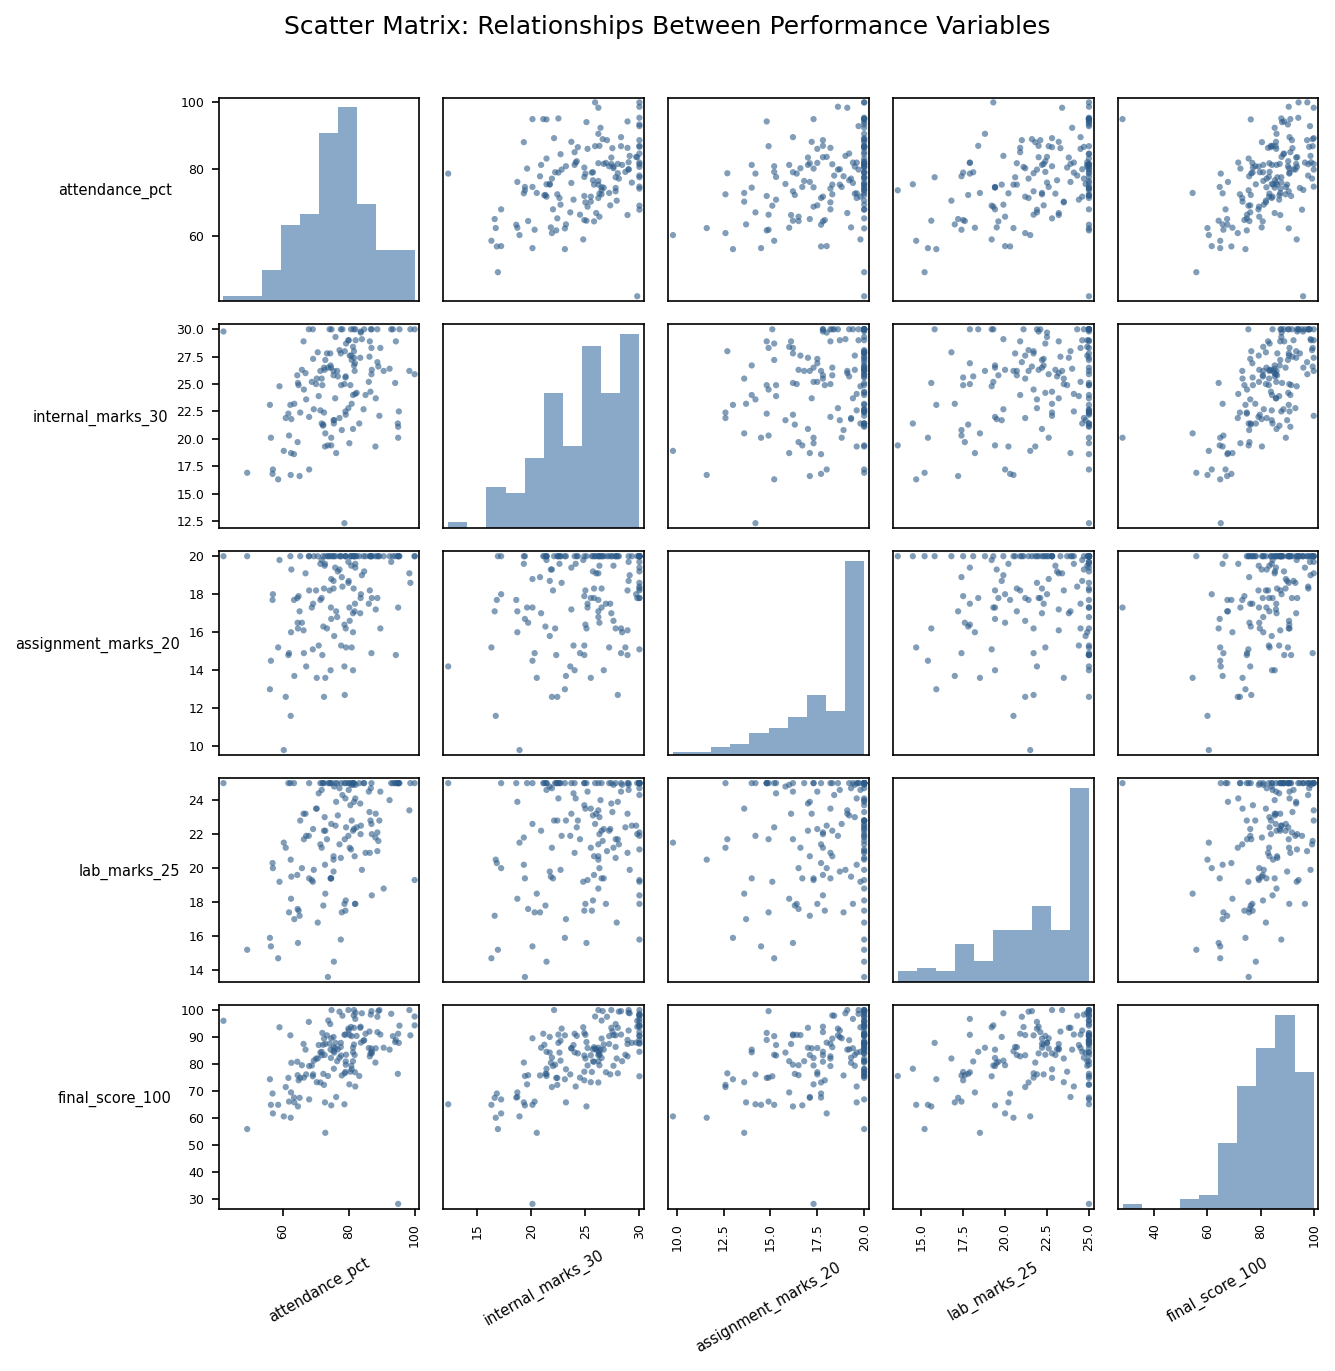 Scatter Matrix: Relationships Between Performance Variables
100
80
60
attendance_pct
30.0
27.5
25.0
22.5
20.0
17.5
15.0
12.5
internal_marks_30
20
18
16
14
12
10
assignment_marks_20
24
22
20
18
16
14
lab_marks_25
100
90
80
70
60
50
40
30
final_score_100
60 80 100
15 20 25 30
10.0 12.5 15.0 17.5 20.0
15.0 17.5 20.0 22.5 25.0
40 60 80 100
attendance_pct
internal_marks_30
assignment_marks_20
lab_marks_25
final_score_100